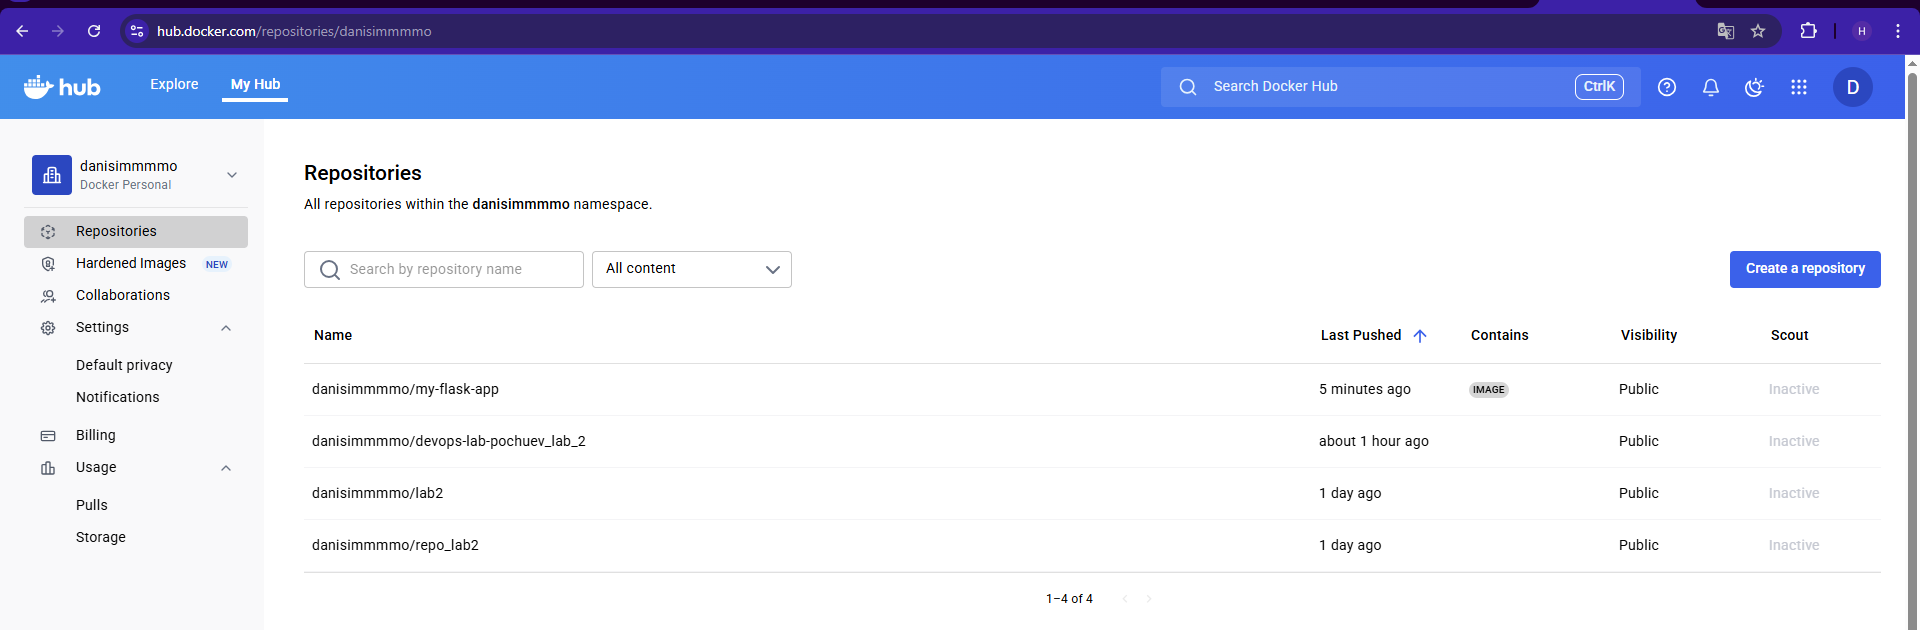 hub.docker.com/repositories/danisimmmmo
H
hub
Explore
My Hub
Search Docker Hub
CtrlK
D
danisimmmmo
Docker Personal
Repositories
Hardened Images NEW
Collaborations
Settings
Default privacy
Notifications
Billing
Usage
Pulls
Storage
Repositories
All repositories within the danisimmmmo namespace.
Search by repository name
All content
Create a repository
Name Last Pushed Contains Visibility Scout
danisimmmmo/my-flask-app 5 minutes ago IMAGE Public Inactive
danisimmmmo/devops-lab-pochuev_lab_2 about 1 hour ago Public Inactive
danisimmmmo/lab2 1 day ago Public Inactive
danisimmmmo/repo_lab2 1 day ago Public Inactive
1–4 of 4